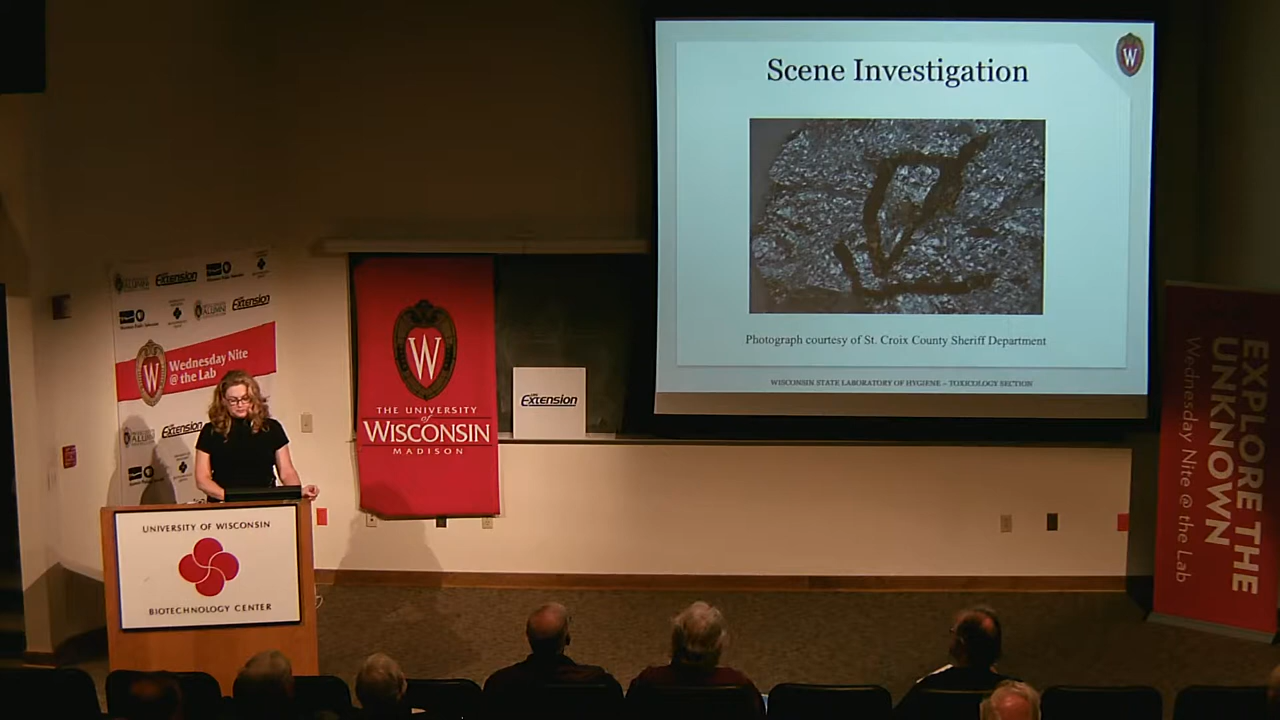 Scene Investigation
W
Photograph courtesy of St. Croix County Sheriff Department
WISCONSIN STATE LABORATORY OF HYGIENE – TOXICOLOGY SECTION
Extension
Extension
Wednesday Nite
@ the Lab
W
Extension
W
THE UNIVERSITY
of
WISCONSIN
MADISON
Extension
UNIVERSITY OF WISCONSIN
BIOTECHNOLOGY CENTER
EXPLORE THE
UNKNOWN
Wednesday Nite @ the Lab